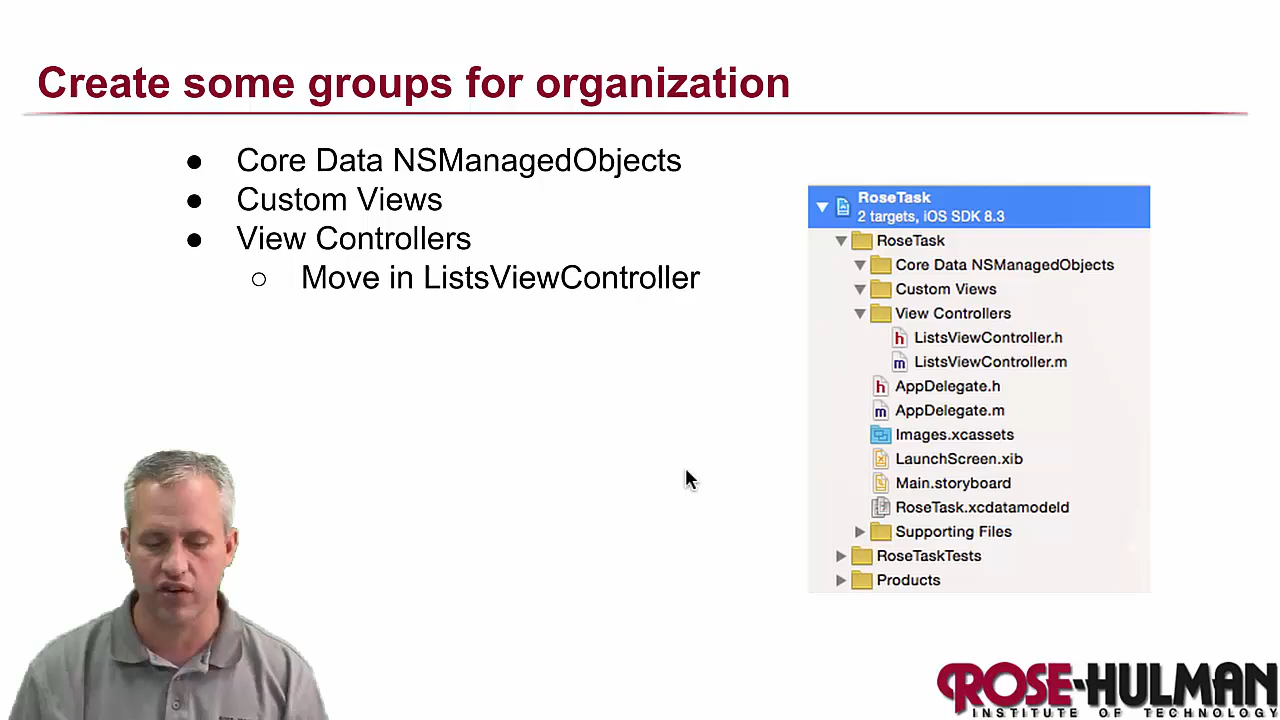 Create some groups for organization
● Core Data NSManagedObjects
● Custom Views
● View Controllers
○ Move in ListsViewController
RoseTask
2 targets, iOS SDK 8.3
RoseTask
Core Data NSManagedObjects
Custom Views
View Controllers
h ListsViewController.h
m ListsViewController.m
h AppDelegate.h
m AppDelegate.m
Images.xcassets
LaunchScreen.xib
Main.storyboard
RoseTask.xcdatamodeld
Supporting Files
RoseTaskTests
Products
ROSE-HULMAN
INSTITUTE OF TECHNOLOGY